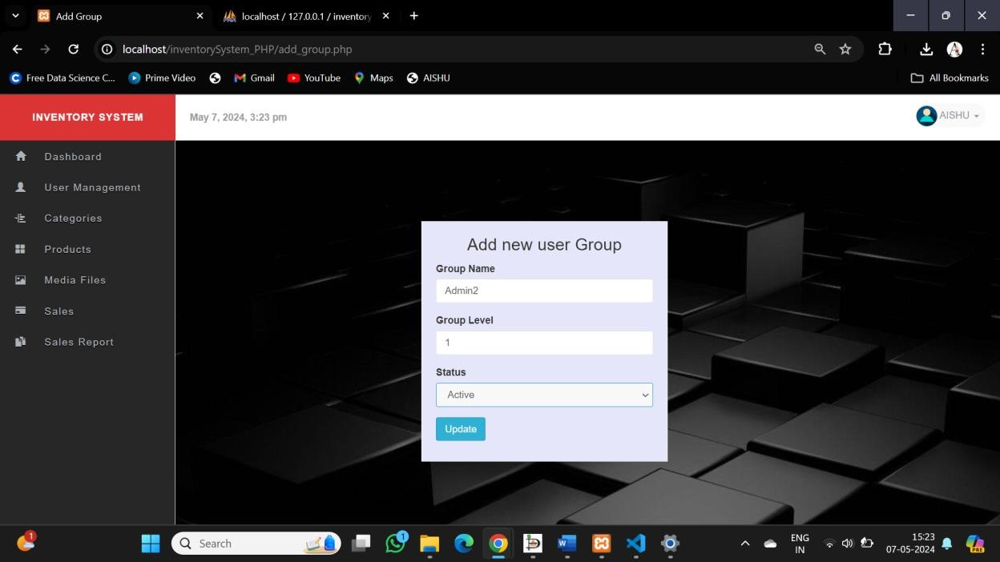 Add Group
localhost / 127.0.0.1 / inventory
localhost/inventorySystem_PHP/add_group.php
Free Data Science C...
Prime Video
Gmail
YouTube
Maps
AISHU
All Bookmarks
INVENTORY SYSTEM
May 7, 2024, 3:23 pm
AISHU
Dashboard
User Management
Categories
Products
Media Files
Sales
Sales Report
Add new user Group
Group Name
Admin2
Group Level
1
Status
Active
Update
1
Search
1
ENG
IN
15:23
07-05-2024
PRE